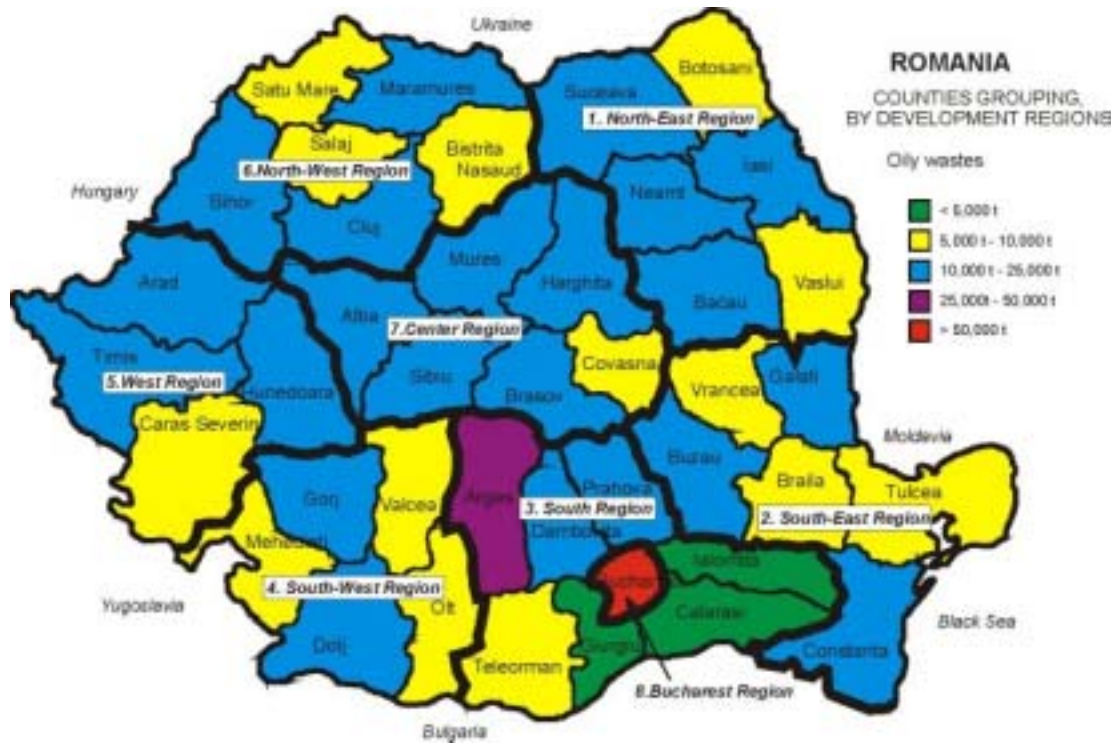 Ukraine
ROMANIA
COUNTIES GROUPING,
BY DEVELOPMENT REGIONS
Oily wastes
< 5,000 t
5,000 t - 10,000 t
10,000 t - 25,000 t
25,000t - 50,000 t
> 50,000 t
Botosani
Satu Mare
Maramures
Suceava
1. North-East Region
Salaj
Bistrita
Nasaud
6.North-West Region
Iasi
Neamt
Hungary
Bihor
Cluj
Mures
Harghita
Bacau
Vaslui
Arad
Alba
7.Center Region
Timis
5.West Region
Hunedoara
Sibiu
Brasov
Covasna
Vrancea
Galati
Caras Severin
Moldavia
Buzau
Braila
Tulcea
2. South-East Region
Gorj
Valcea
Arges
Prahova
3. South Region
Dambovita
Mehedinti
4. South-West Region
Olt
Ialomita
Calarasi
Yugoslavia
Black Sea
Dolj
Teleorman
Giurgiu
Constanta
8.Bucharest Region
Bulgaria